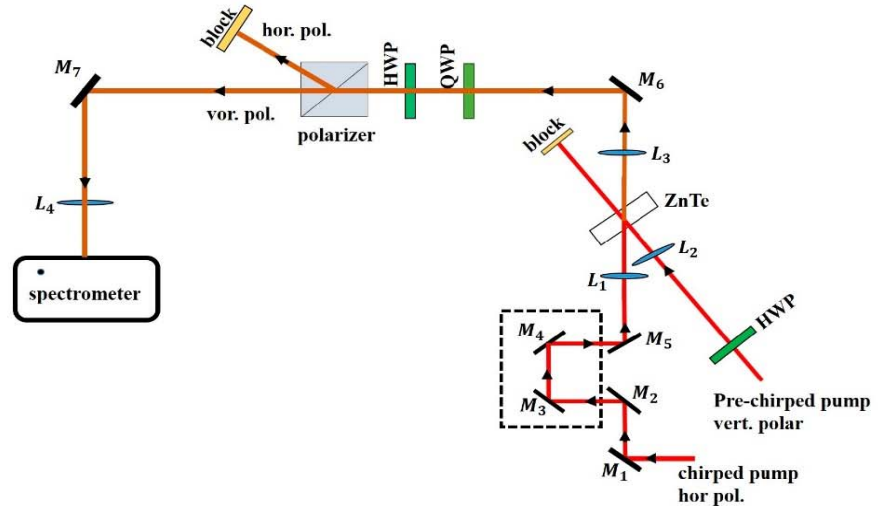 block
hor. pol.
M7
HWP
QWP
M6
vor. pol.
polarizer
block
L3
ZnTe
L4
L2
L1
spectrometer
HWP
M4
M5
M3
M2
Pre-chirped pump
vert. polar
M1
chirped pump
hor pol.